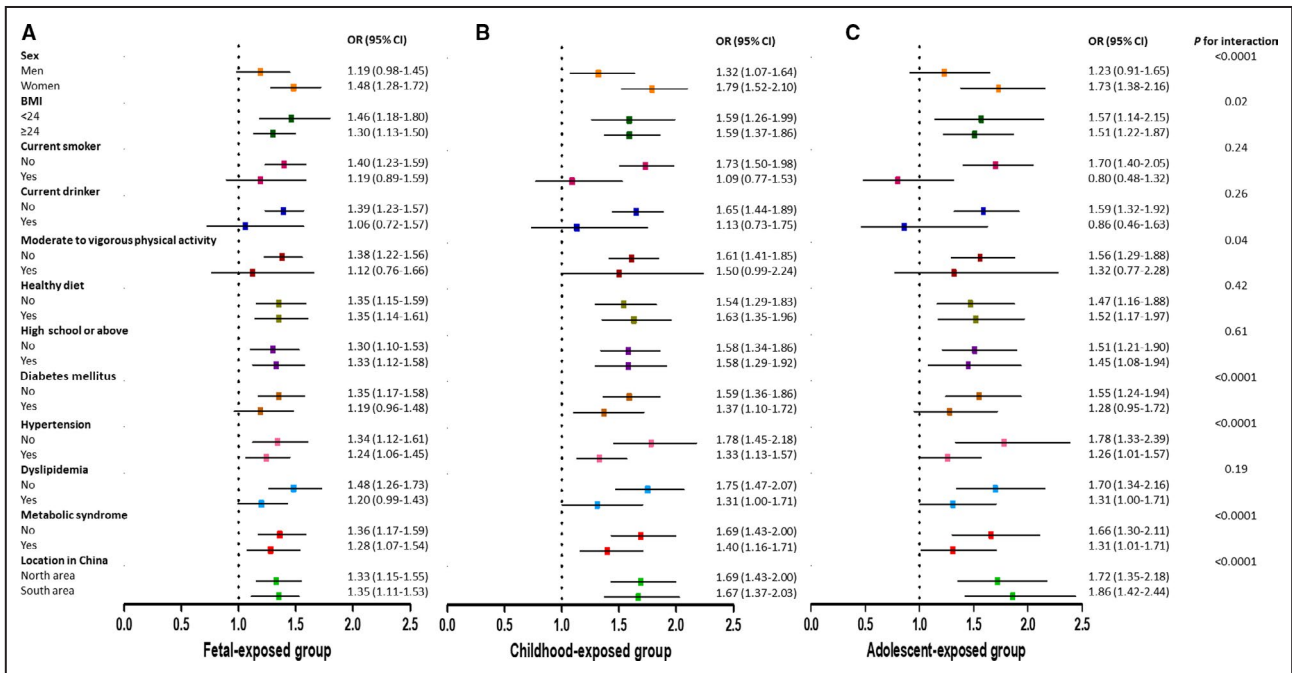 A B C
OR (95% CI) OR (95% CI) OR (95% CI) P for interaction
Sex <0.0001
Men 1.19 (0.98-1.45) 1.32 (1.07-1.64) 1.23 (0.91-1.65)
Women 1.48 (1.28-1.72) 1.79 (1.52-2.10) 1.73 (1.38-2.16)
BMI 0.02
<24 1.46 (1.18-1.80) 1.59 (1.26-1.99) 1.57 (1.14-2.15)
≥24 1.30 (1.13-1.50) 1.59 (1.37-1.86) 1.51 (1.22-1.87)
Current smoker 0.24
No 1.40 (1.23-1.59) 1.73 (1.50-1.98) 1.70 (1.40-2.05)
Yes 1.19 (0.89-1.59) 1.09 (0.77-1.53) 0.80 (0.48-1.32)
Current drinker 0.26
No 1.39 (1.23-1.57) 1.65 (1.44-1.89) 1.59 (1.32-1.92)
Yes 1.06 (0.72-1.57) 1.13 (0.73-1.75) 0.86 (0.46-1.63)
Moderate to vigorous physical activity 0.04
No 1.38 (1.22-1.56) 1.61 (1.41-1.85) 1.56 (1.29-1.88)
Yes 1.12 (0.76-1.66) 1.50 (0.99-2.24) 1.32 (0.77-2.28)
Healthy diet 0.42
No 1.35 (1.15-1.59) 1.54 (1.29-1.83) 1.47 (1.16-1.88)
Yes 1.35 (1.14-1.61) 1.63 (1.35-1.96) 1.52 (1.17-1.97)
High school or above 0.61
No 1.30 (1.10-1.53) 1.58 (1.34-1.86) 1.51 (1.21-1.90)
Yes 1.33 (1.12-1.58) 1.58 (1.29-1.92) 1.45 (1.08-1.94)
Diabetes mellitus <0.0001
No 1.35 (1.17-1.58) 1.59 (1.36-1.86) 1.55 (1.24-1.94)
Yes 1.19 (0.96-1.48) 1.37 (1.10-1.72) 1.28 (0.95-1.72)
Hypertension <0.0001
No 1.34 (1.12-1.61) 1.78 (1.45-2.18) 1.78 (1.33-2.39)
Yes 1.24 (1.06-1.45) 1.33 (1.13-1.57) 1.26 (1.01-1.57)
Dyslipidemia 0.19
No 1.48 (1.26-1.73) 1.75 (1.47-2.07) 1.70 (1.34-2.16)
Yes 1.20 (0.99-1.43) 1.31 (1.00-1.71) 1.31 (1.00-1.71)
Metabolic syndrome <0.0001
No 1.36 (1.17-1.59) 1.69 (1.43-2.00) 1.66 (1.30-2.11)
Yes 1.28 (1.07-1.54) 1.40 (1.16-1.71) 1.31 (1.01-1.71)
Location in China <0.0001
North area 1.33 (1.15-1.55) 1.69 (1.43-2.00) 1.72 (1.35-2.18)
South area 1.35 (1.11-1.53) 1.67 (1.37-2.03) 1.86 (1.42-2.44)
0.0 0.5 1.0 1.5 2.0 2.5 0.0 0.5 1.0 1.5 2.0 2.5 0.0 0.5 1.0 1.5 2.0 2.5
Fetal-exposed group Childhood-exposed group Adolescent-exposed group